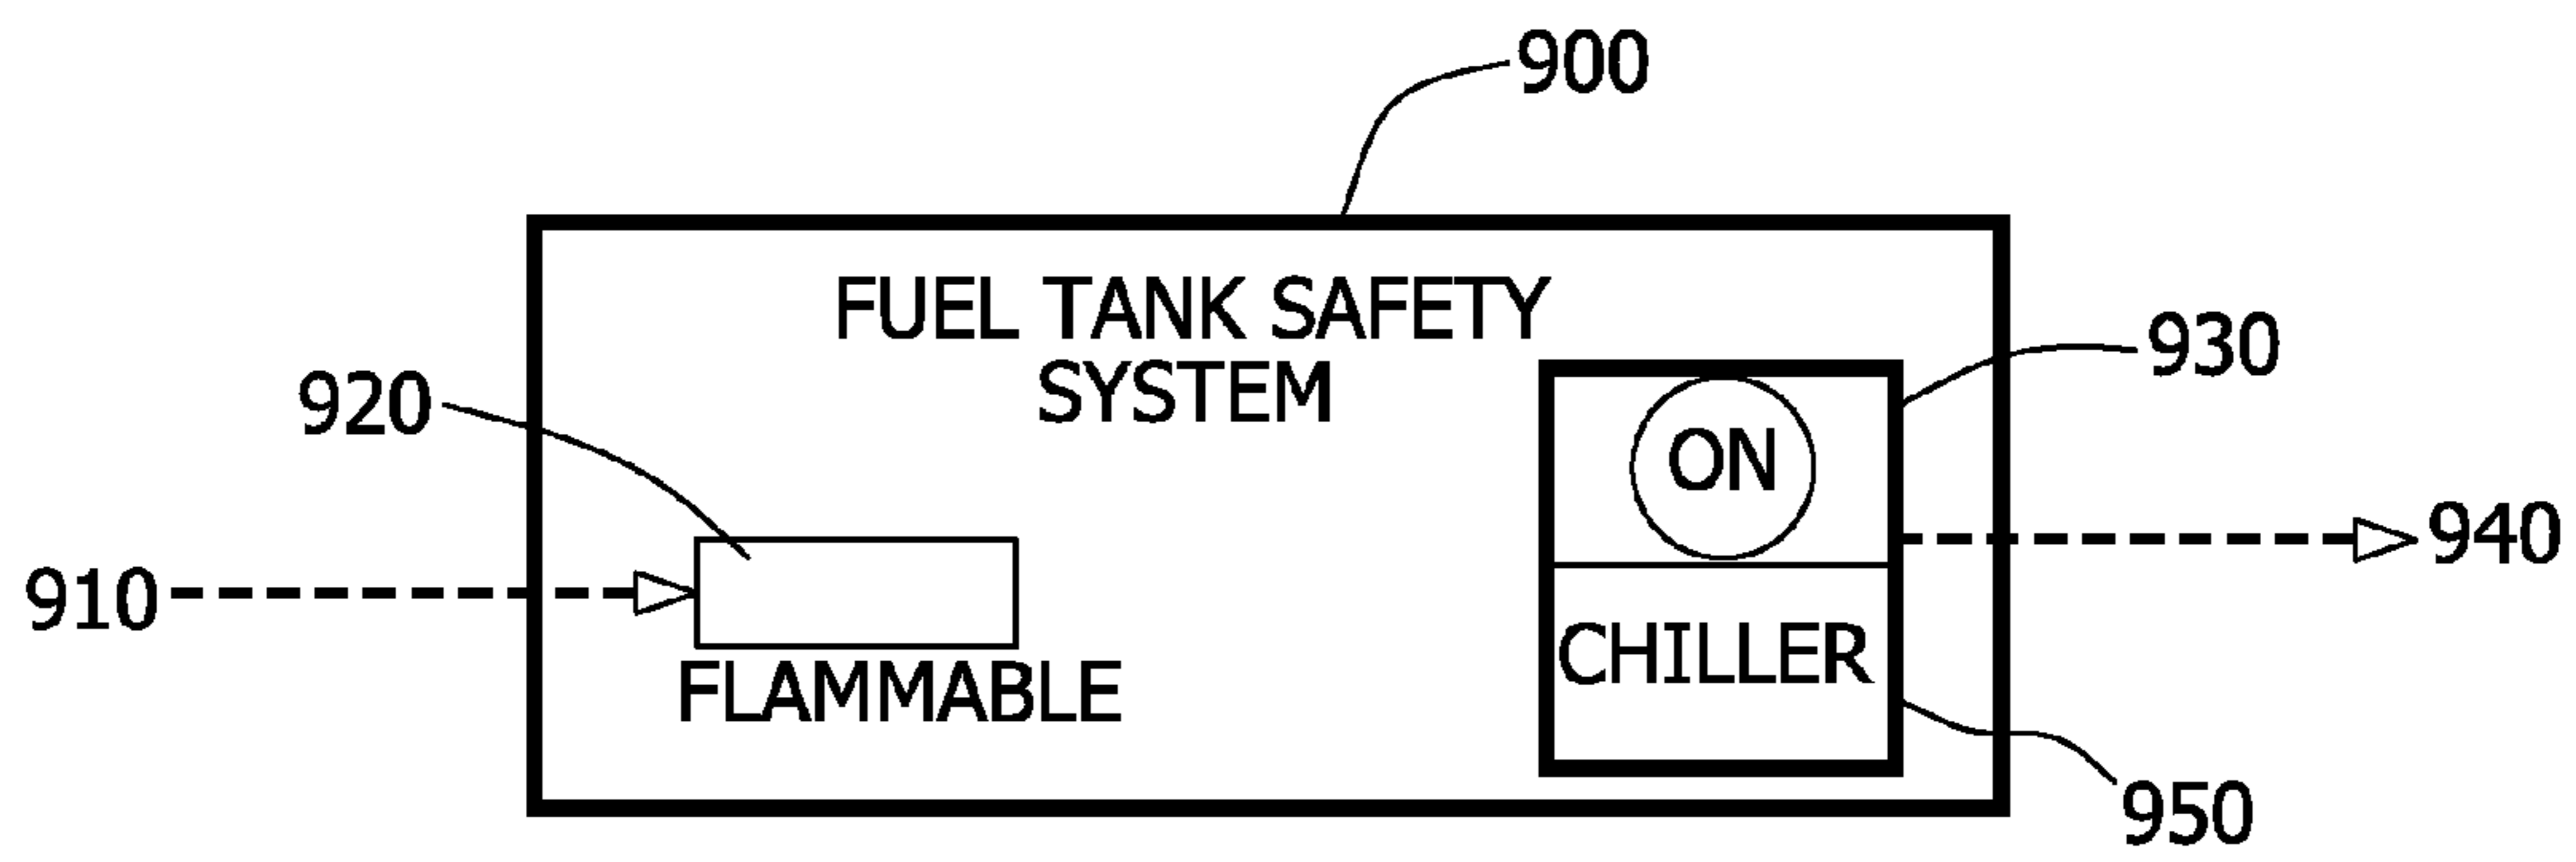 900
FUEL TANK SAFETY
SYSTEM
930
920
ON
940
910
CHILLER
FLAMMABLE
950